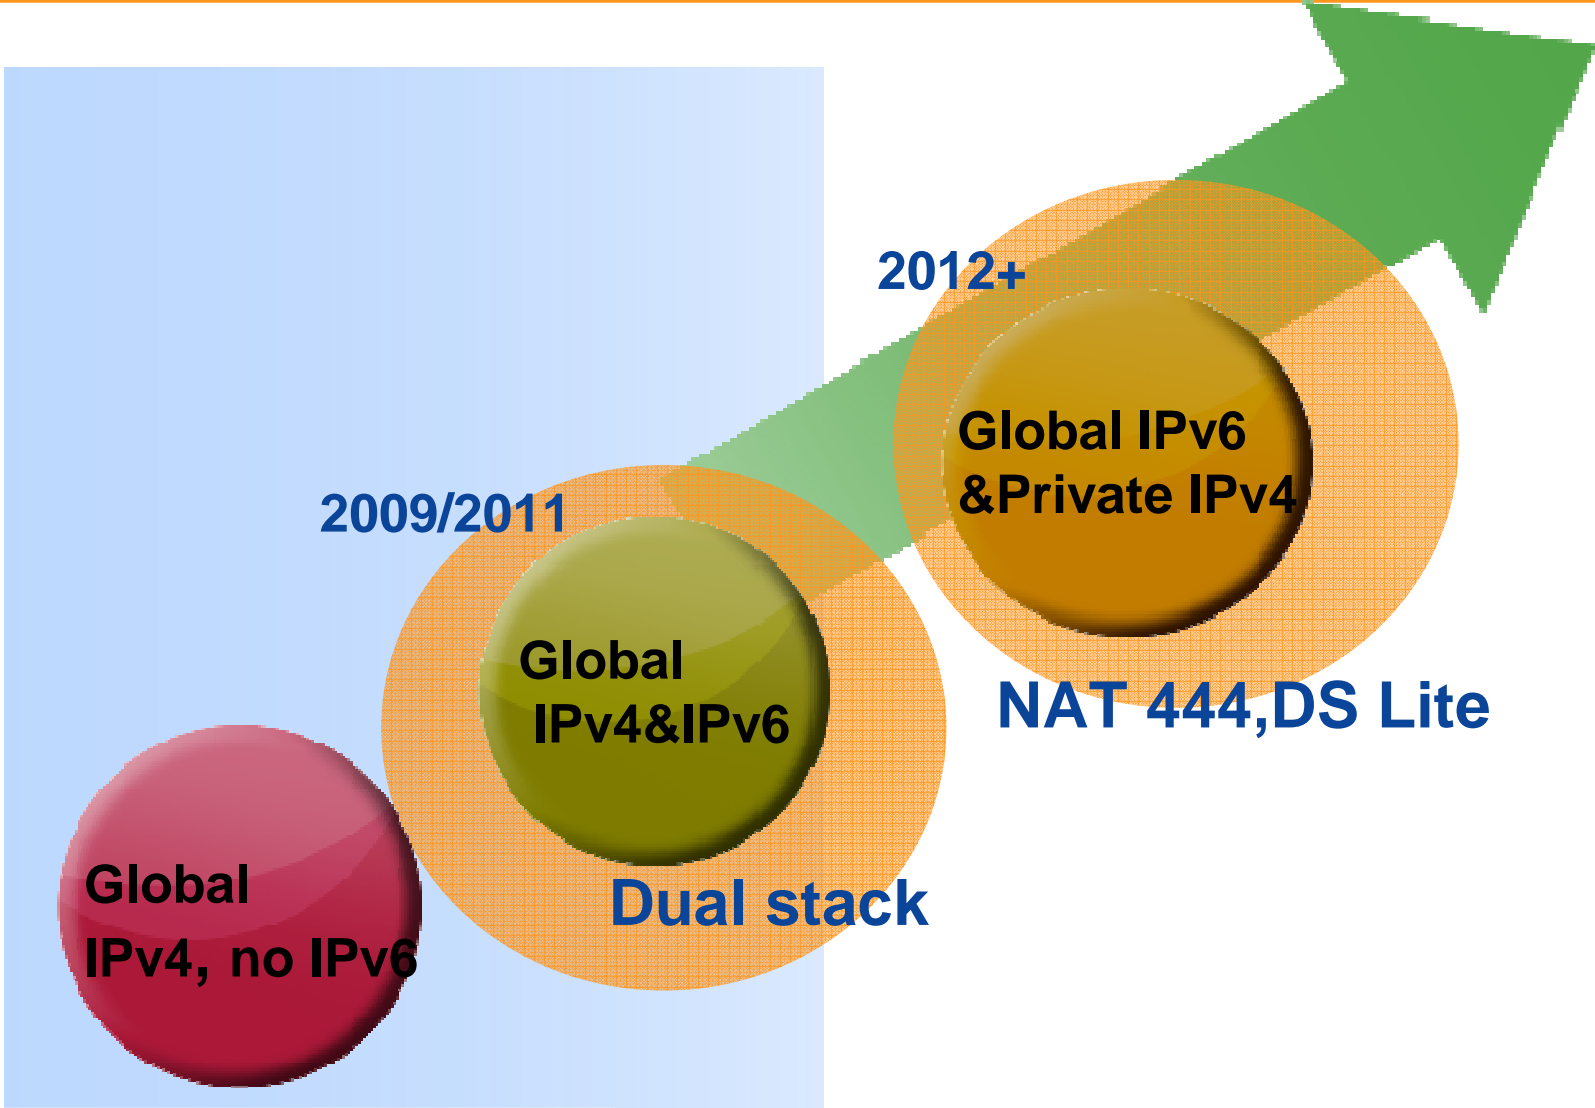 2012+
Global IPv6
&Private IPv4
NAT 444,DS Lite
2009/2011
Global
IPv4&IPv6
Dual stack
Global
IPv4, no IPv6